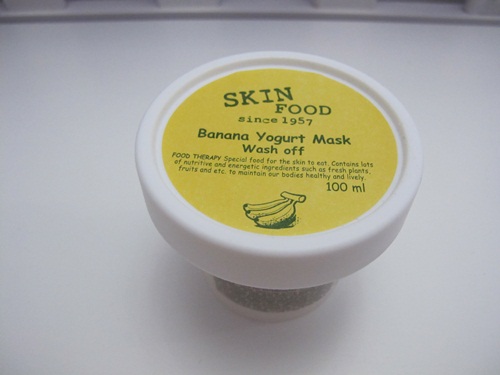 SKIN
FOOD
since 1957
Banana Yogurt Mask
Wash off
FOOD THERAPY Special food for the skin to eat. Contains lots
of nutritive and energetic ingredients such as fresh plants,
fruits and etc. to maintain our bodies healthy and lively.
100 ml